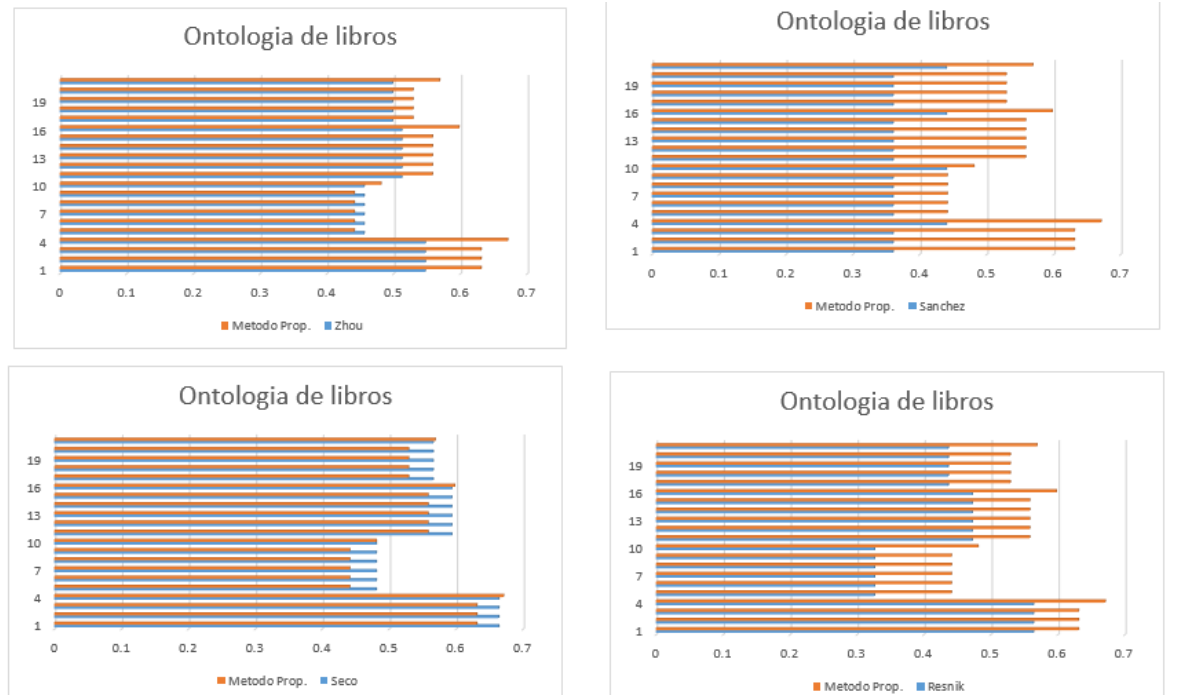 Ontologia de libros
19
16
13
10
7
4
1
0 0.1 0.2 0.3 0.4 0.5 0.6 0.7
Metodo Prop. Zhou
Ontologia de libros
19
16
13
10
7
4
1
0 0.1 0.2 0.3 0.4 0.5 0.6 0.7
Metodo Prop. Sanchez
Ontologia de libros
19
16
13
10
7
4
1
0 0.1 0.2 0.3 0.4 0.5 0.6 0.7
Metodo Prop. Seco
Ontologia de libros
19
16
13
10
7
4
1
0 0.1 0.2 0.3 0.4 0.5 0.6 0.7
Metodo Prop. Resnik